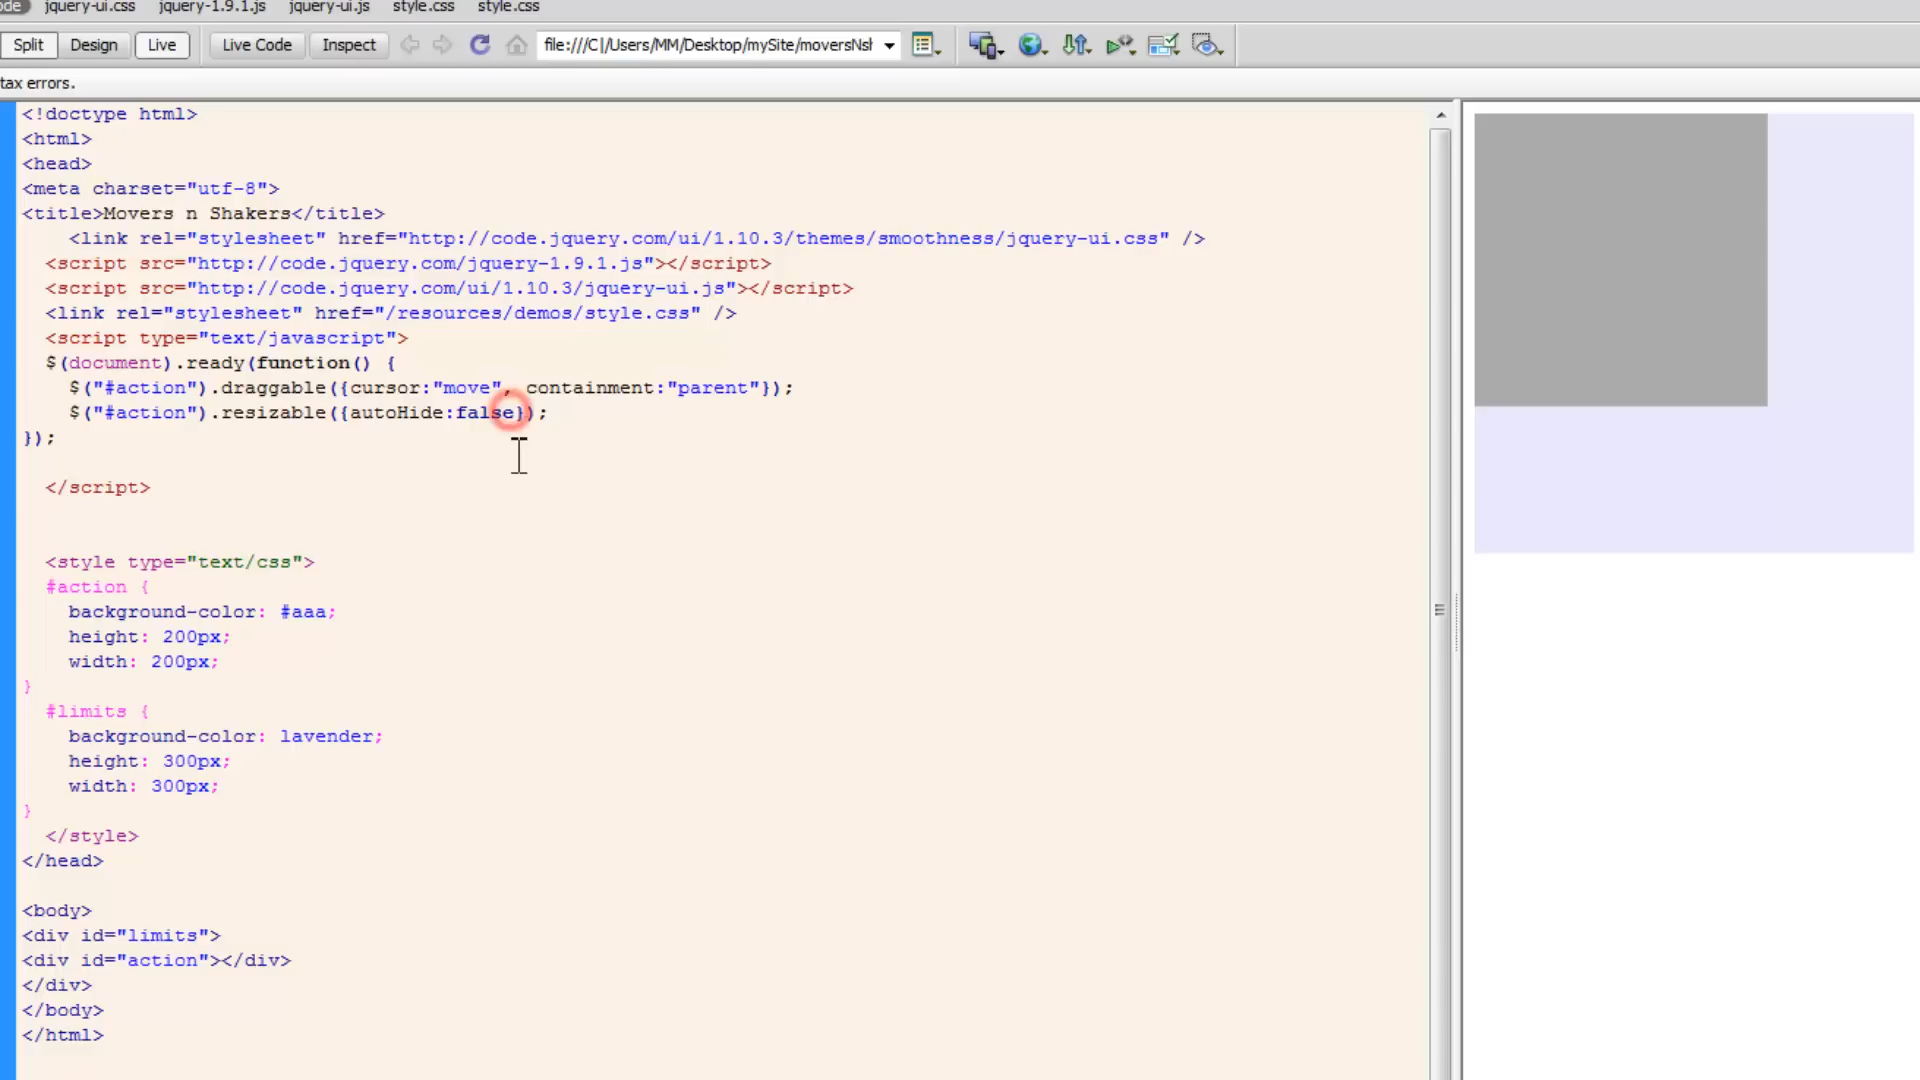 ode jquery-ui.css jquery-1.9.1.js jquery-ui.js style.css style.css
Split Design Live Live Code Inspect file:///C|/Users/MM/Desktop/mySite/moversNsh
tax errors.
<!doctype html>
<html>
<head>
<meta charset="utf-8">
<title>Movers n Shakers</title>
<link rel="stylesheet" href="http://code.jquery.com/ui/1.10.3/themes/smoothness/jquery-ui.css" />
<script src="http://code.jquery.com/jquery-1.9.1.js"></script>
<script src="http://code.jquery.com/ui/1.10.3/jquery-ui.js"></script>
<link rel="stylesheet" href="/resources/demos/style.css" />
<script type="text/javascript">
$(document).ready(function() {
$("#action").draggable({cursor:"move", containment:"parent"});
$("#action").resizable({autoHide:false});
});
</script>
<style type="text/css">
#action {
background-color: #aaa;
height: 200px;
width: 200px;
}
#limits {
background-color: lavender;
height: 300px;
width: 300px;
}
</style>
</head>
<body>
<div id="limits">
<div id="action"></div>
</div>
</body>
</html>